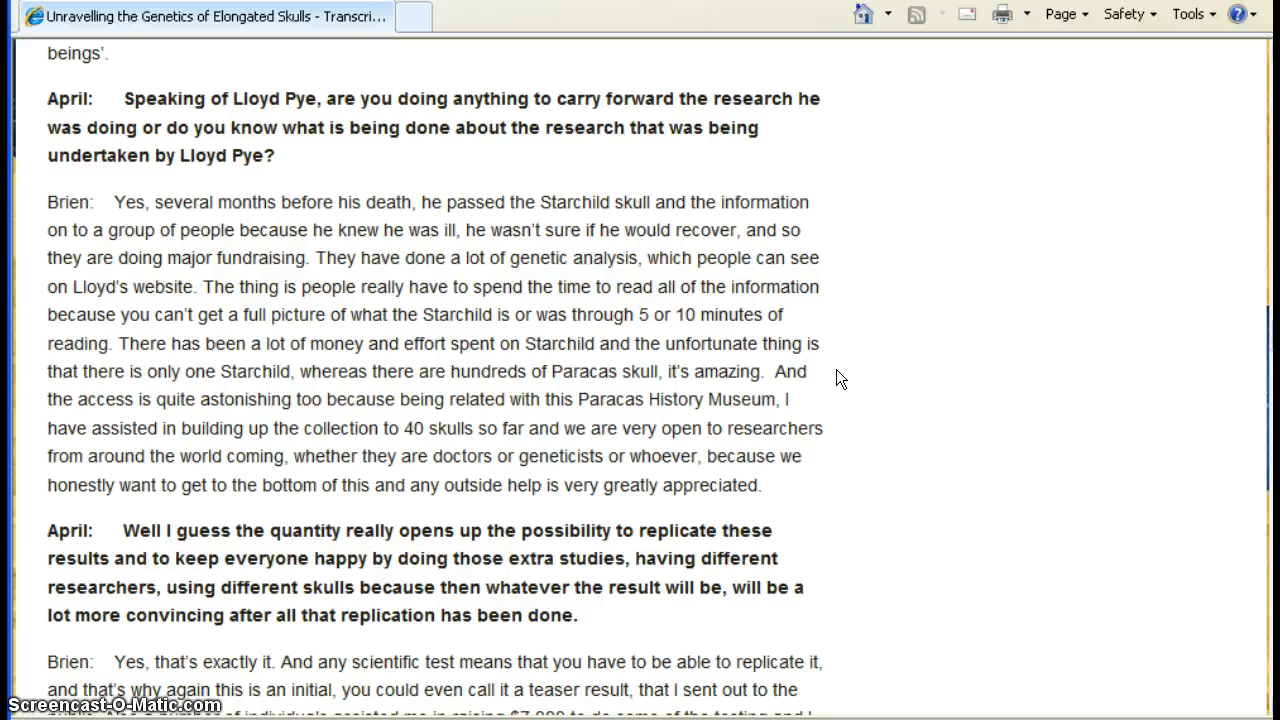 Unravelling the Genetics of Elongated Skulls - Transcri...
Page
Safety
Tools
beings’.
April: Speaking of Lloyd Pye, are you doing anything to carry forward the research he
was doing or do you know what is being done about the research that was being
undertaken by Lloyd Pye?
Brien: Yes, several months before his death, he passed the Starchild skull and the information
on to a group of people because he knew he was ill, he wasn’t sure if he would recover, and so
they are doing major fundraising. They have done a lot of genetic analysis, which people can see
on Lloyd’s website. The thing is people really have to spend the time to read all of the information
because you can’t get a full picture of what the Starchild is or was through 5 or 10 minutes of
reading. There has been a lot of money and effort spent on Starchild and the unfortunate thing is
that there is only one Starchild, whereas there are hundreds of Paracas skull, it’s amazing. And
the access is quite astonishing too because being related with this Paracas History Museum, I
have assisted in building up the collection to 40 skulls so far and we are very open to researchers
from around the world coming, whether they are doctors or geneticists or whoever, because we
honestly want to get to the bottom of this and any outside help is very greatly appreciated.
April: Well I guess the quantity really opens up the possibility to replicate these
results and to keep everyone happy by doing those extra studies, having different
researchers, using different skulls because then whatever the result will be, will be a
lot more convincing after all that replication has been done.
Brien: Yes, that’s exactly it. And any scientific test means that you have to be able to replicate it,
and that’s why again this is an initial, you could even call it a teaser result, that I sent out to the
Screencast-O-Matic.com